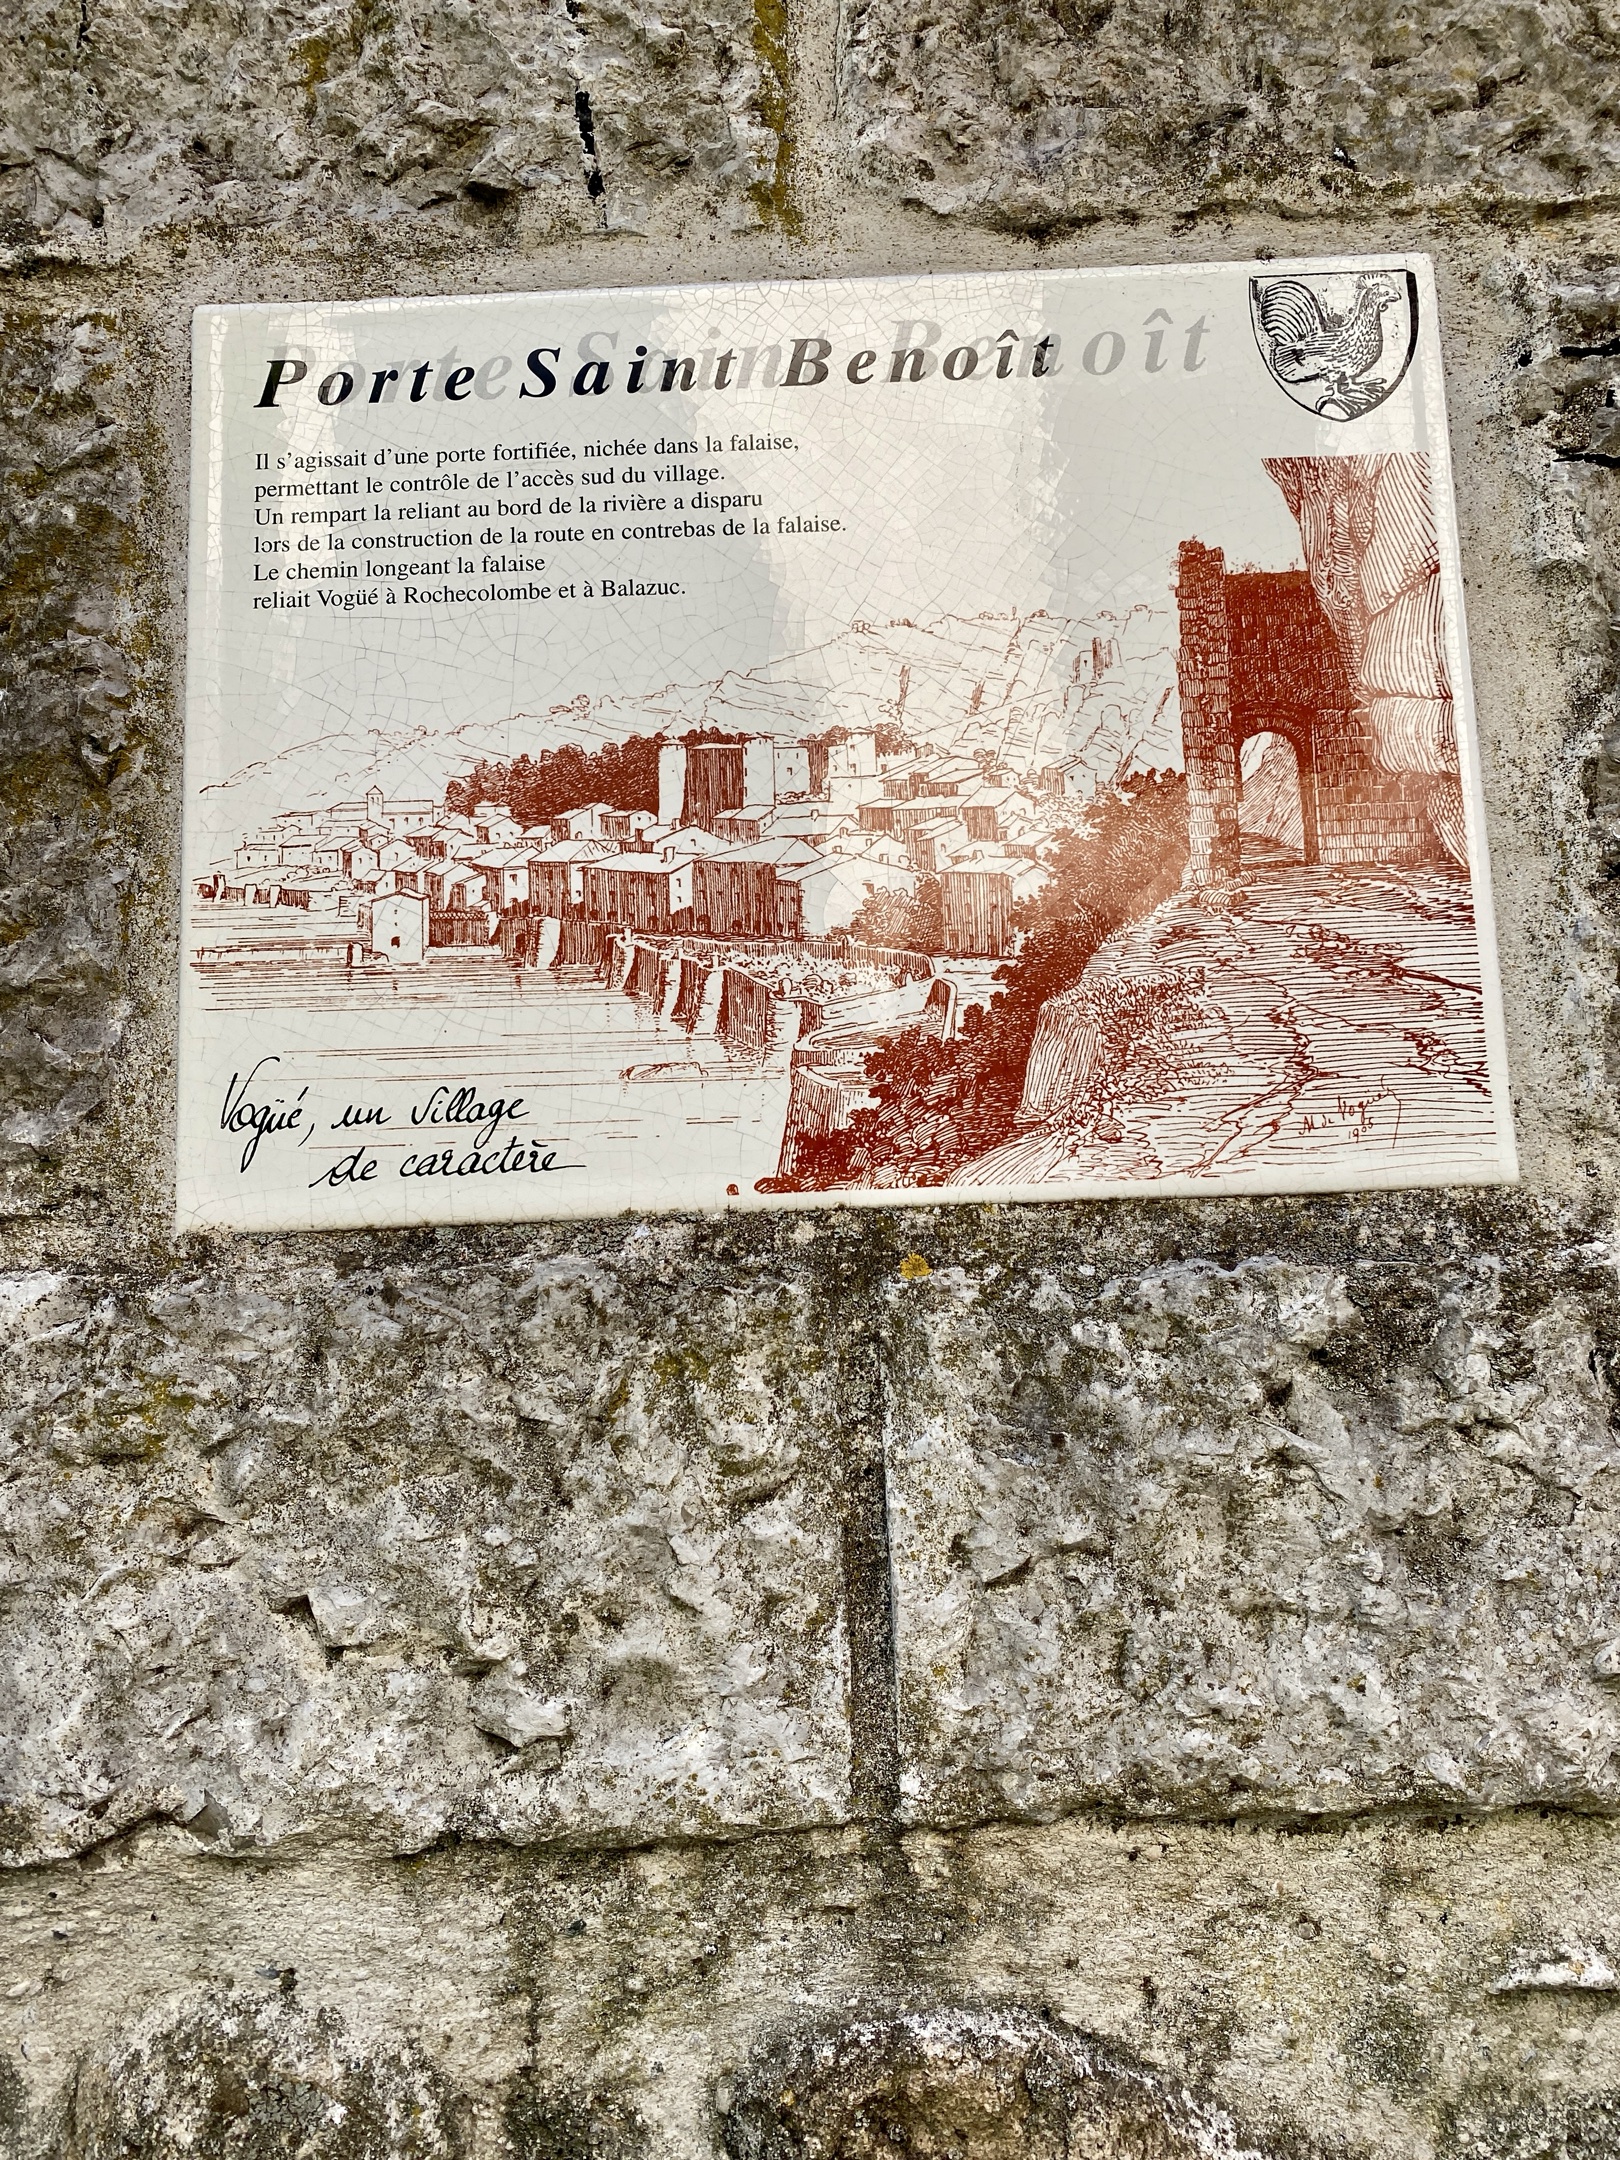 Porte Saint Benoît
Il s'agissait d'une porte fortifiée, nichée dans la falaise,
permettant le contrôle de l'accès sud du village.
Un rempart la reliant au bord de la rivière a disparu
lors de la construction de la route en contrebas de la falaise.
Le chemin longeant la falaise
reliait Vogüé à Rochecolombe et à Balazuc.
Vogüé, un village
de caractère